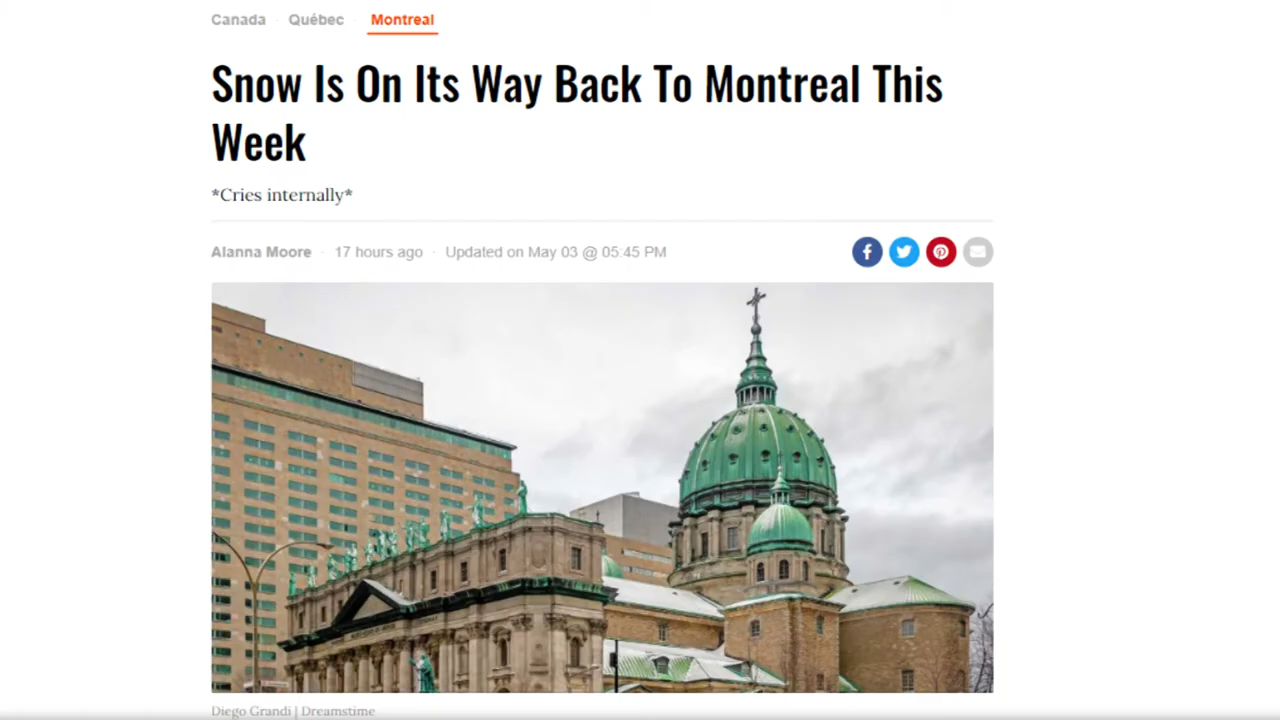 Canada Québec Montreal
Snow Is On Its Way Back To Montreal This
Week
*Cries internally*
Alanna Moore · 17 hours ago · Updated on May 03 @ 05:45 PM
Diego Grandi | Dreamstime